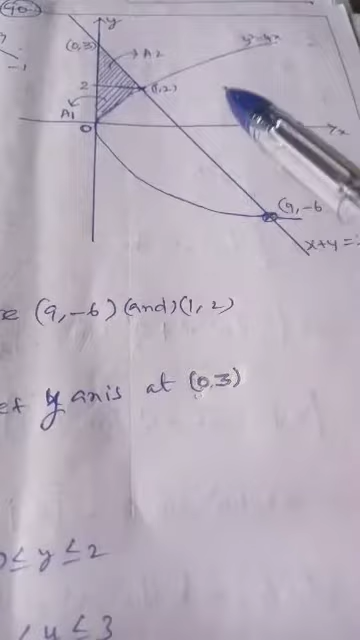 y
(0,3)
A2
y²=4x
2
(1,2)
A1
-1
O
x
(9,-6
x+y=
(9,-6) (and) (1,2)
y axis at (0,3)
≤ y ≤ 2
≤ 3